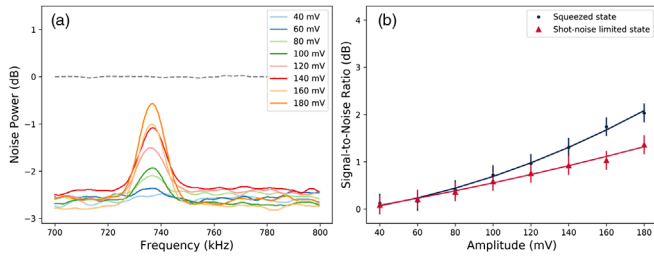 (a)
40 mV
60 mV
80 mV
100 mV
120 mV
140 mV
160 mV
180 mV
Noise Power (dB)
1
0
−1
−2
−3
700
720
740
760
780
800
Frequency (kHz)
(b)
Squeezed state
Shot-noise limited state
Signal-to-Noise Ratio (dB)
4
3
2
1
0
40
60
80
100
120
140
160
180
Amplitude (mV)